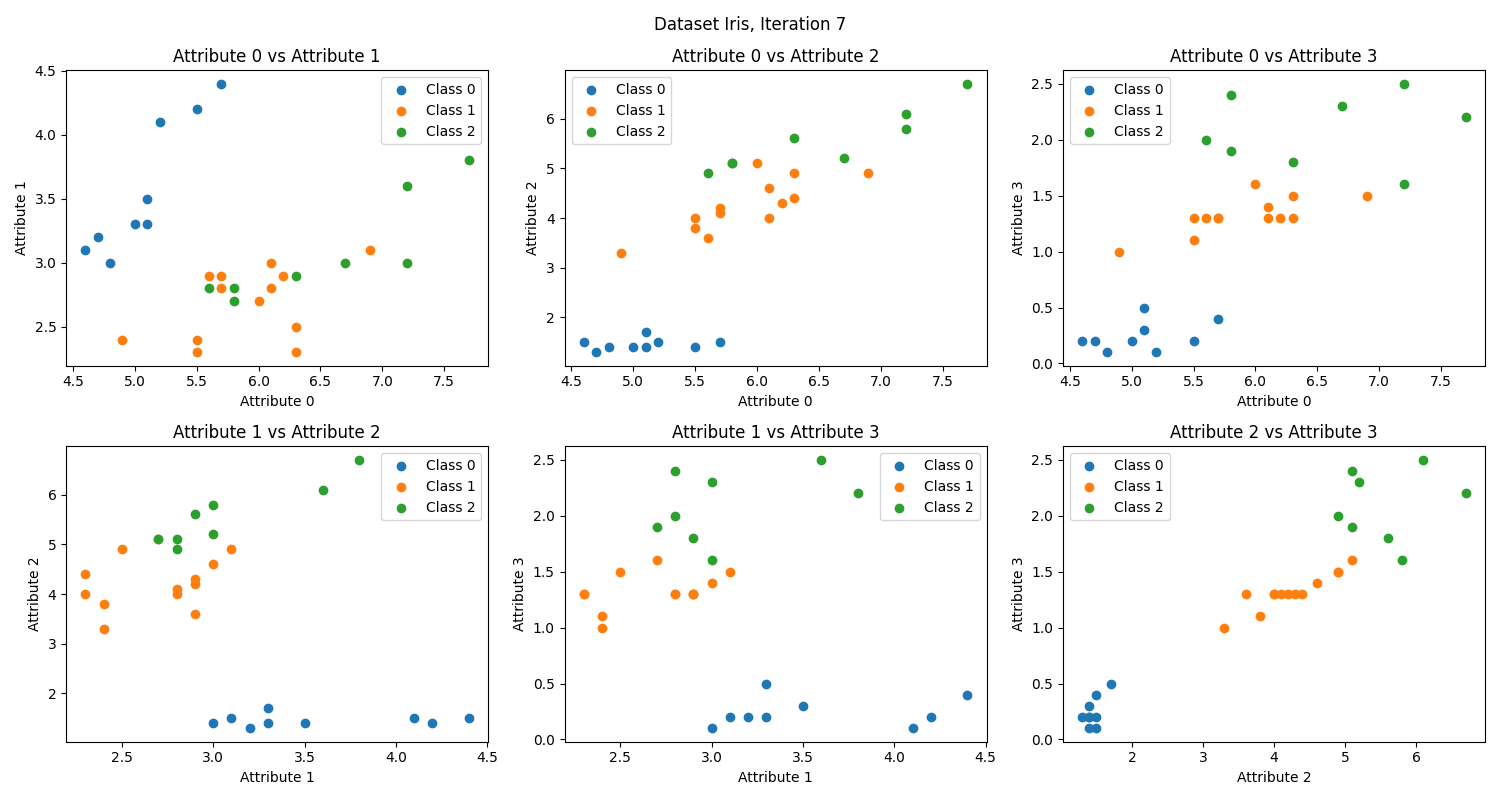 Dataset Iris, Iteration 7
Attribute 0 vs Attribute 1
4.5
4.0
3.5
3.0
2.5
Attribute 1
4.5 5.0 5.5 6.0 6.5 7.0 7.5
Attribute 0
Class 0
Class 1
Class 2
Attribute 0 vs Attribute 2
6
5
4
3
2
Attribute 2
4.5 5.0 5.5 6.0 6.5 7.0 7.5
Attribute 0
Class 0
Class 1
Class 2
Attribute 0 vs Attribute 3
2.5
2.0
1.5
1.0
0.5
0.0
Attribute 3
4.5 5.0 5.5 6.0 6.5 7.0 7.5
Attribute 0
Class 0
Class 1
Class 2
Attribute 1 vs Attribute 2
6
5
4
3
2
Attribute 2
2.5 3.0 3.5 4.0 4.5
Attribute 1
Class 0
Class 1
Class 2
Attribute 1 vs Attribute 3
2.5
2.0
1.5
1.0
0.5
0.0
Attribute 3
2.5 3.0 3.5 4.0 4.5
Attribute 1
Class 0
Class 1
Class 2
Attribute 2 vs Attribute 3
2.5
2.0
1.5
1.0
0.5
0.0
Attribute 3
2 3 4 5 6
Attribute 2
Class 0
Class 1
Class 2